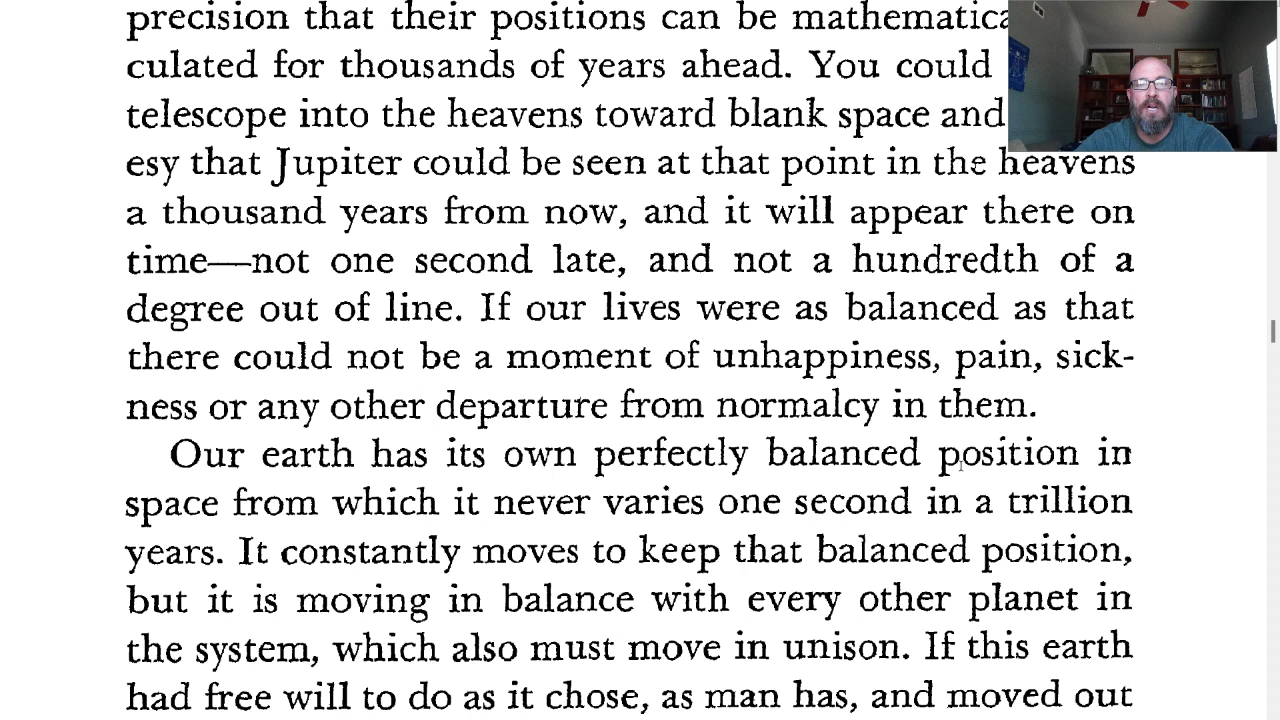 precision that their positions can be
culated for thousands of years ahead. You could
telescope into the heavens toward blank space and
esy that Jupiter could be seen at that point in the heavens
a thousand years from now, and it will appear there on
time—not one second late, and not a hundredth of a
degree out of line. If our lives were as balanced as that
there could not be a moment of unhappiness, pain, sick-
ness or any other departure from normalcy in them.
Our earth has its own perfectly balanced position in
space from which it never varies one second in a trillion
years. It constantly moves to keep that balanced position,
but it is moving in balance with every other planet in
the system, which also must move in unison. If this earth
had free will to do as it chose, as man has, and moved out